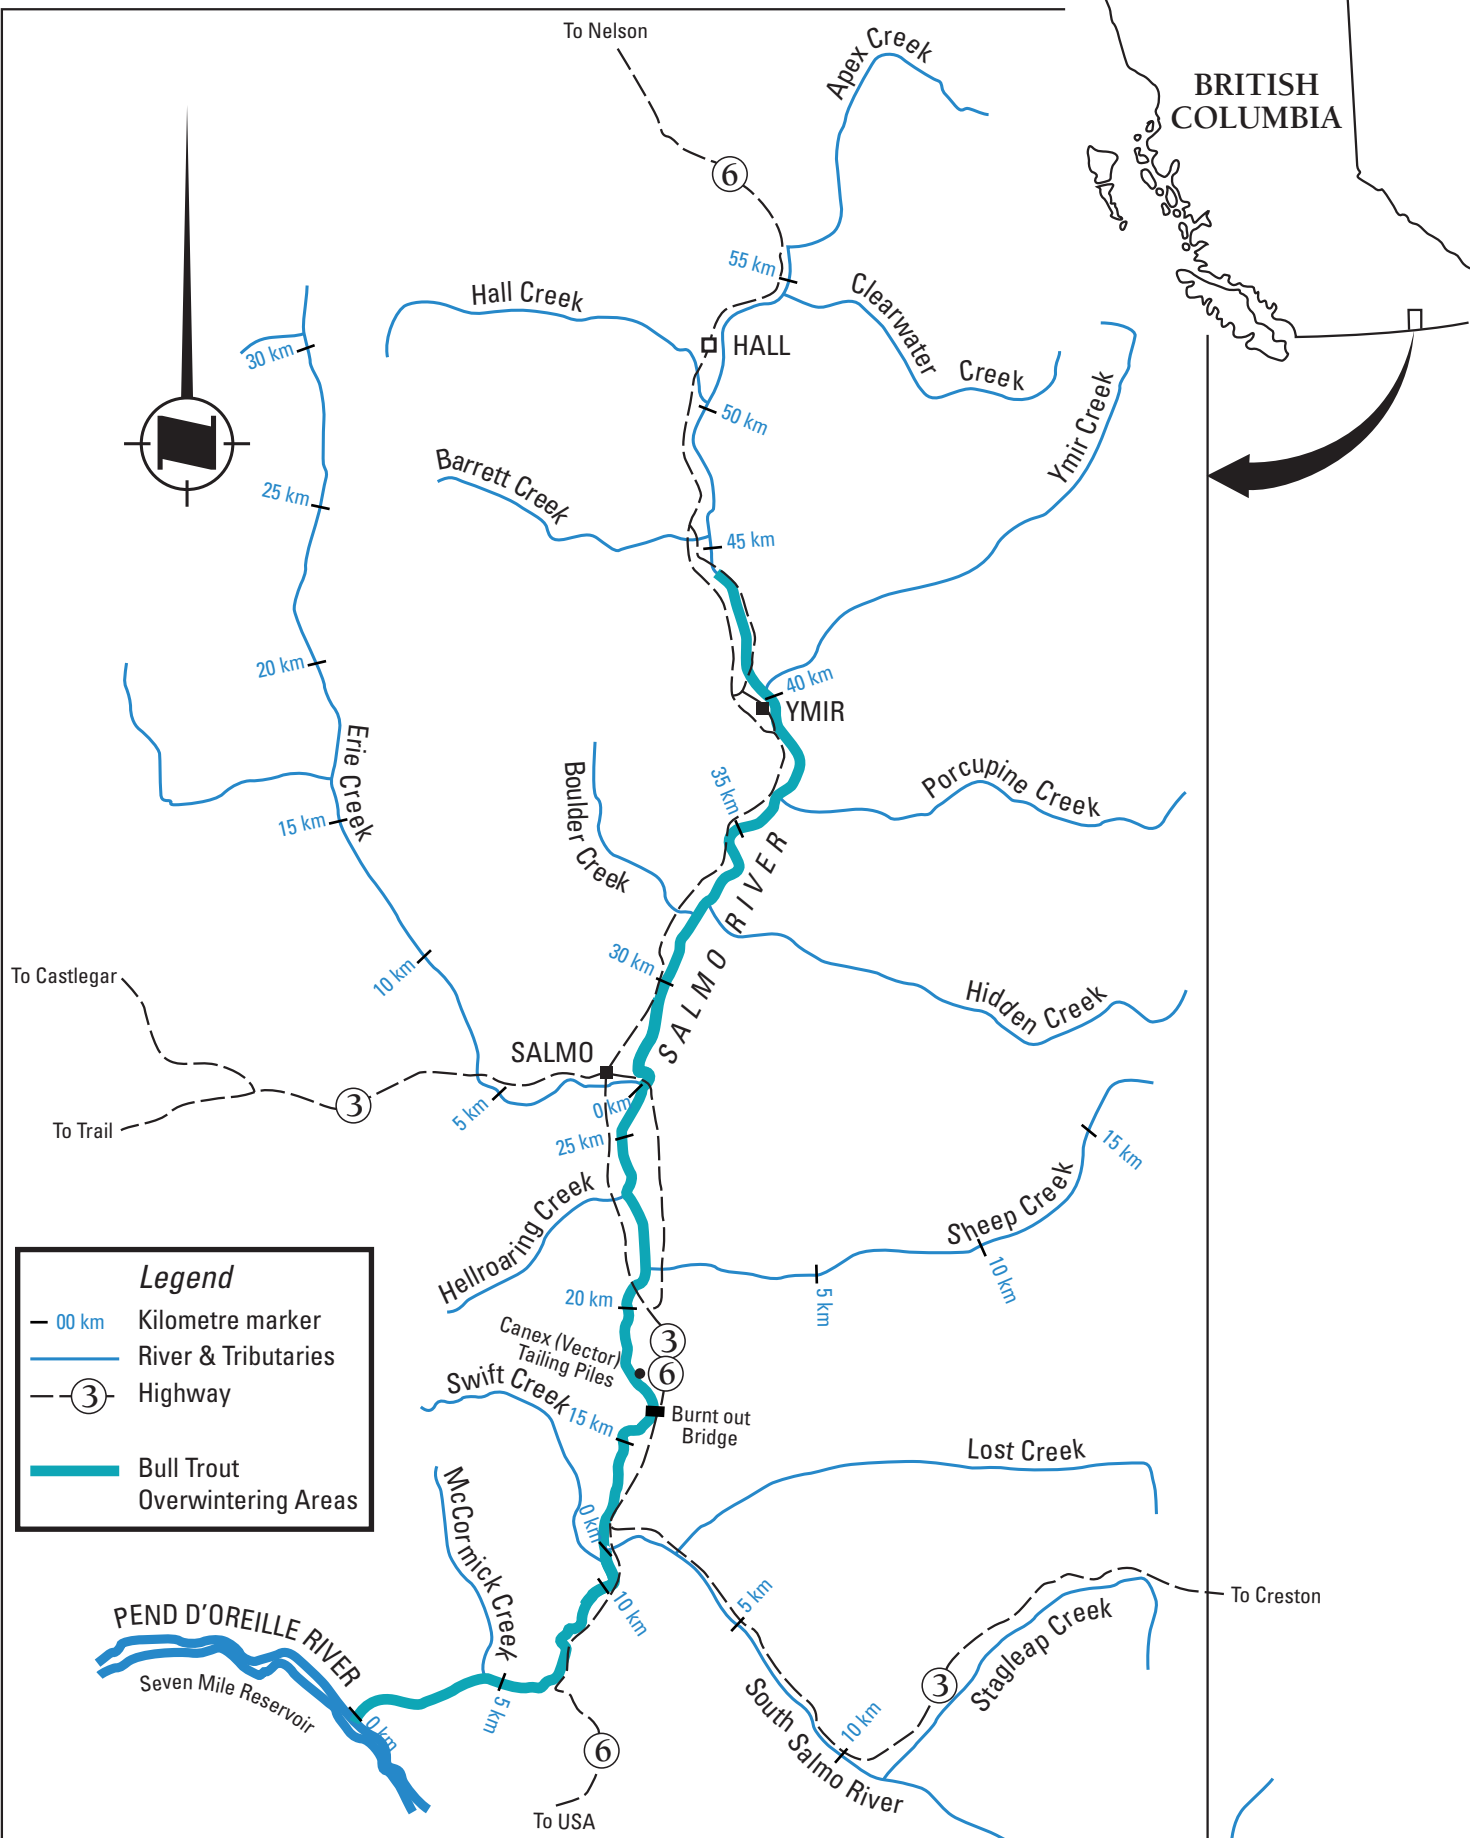 To Nelson
Apex Creek
BRITISH
COLUMBIA
6
55 km
Hall Creek
Clearwater
Creek
30 km
HALL
50 km
Ymir Creek
Barrett Creek
25 km
45 km
20 km
40 km
YMIR
Erie Creek
Boulder Creek
35 km
Porcupine Creek
15 km
SALMO RIVER
30 km
10 km
To Castlegar
Hidden Creek
SALMO
3
5 km
0 km
To Trail
25 km
15 km
Sheep Creek
Hellroaring Creek
10 km
5 km
20 km
Legend
00 km Kilometre marker
River & Tributaries
3 Highway
Bull Trout
Overwintering Areas
Canex (Vector)
Tailing Piles
3
6
Swift Creek
15 km
Burnt out
Bridge
Lost Creek
McCormick Creek
0 km
10 km
5 km
To Creston
PEND D'OREILLE RIVER
Seven Mile Reservoir
Stagleap Creek
3
5 km
0 km
South Salmo River
10 km
6
To USA